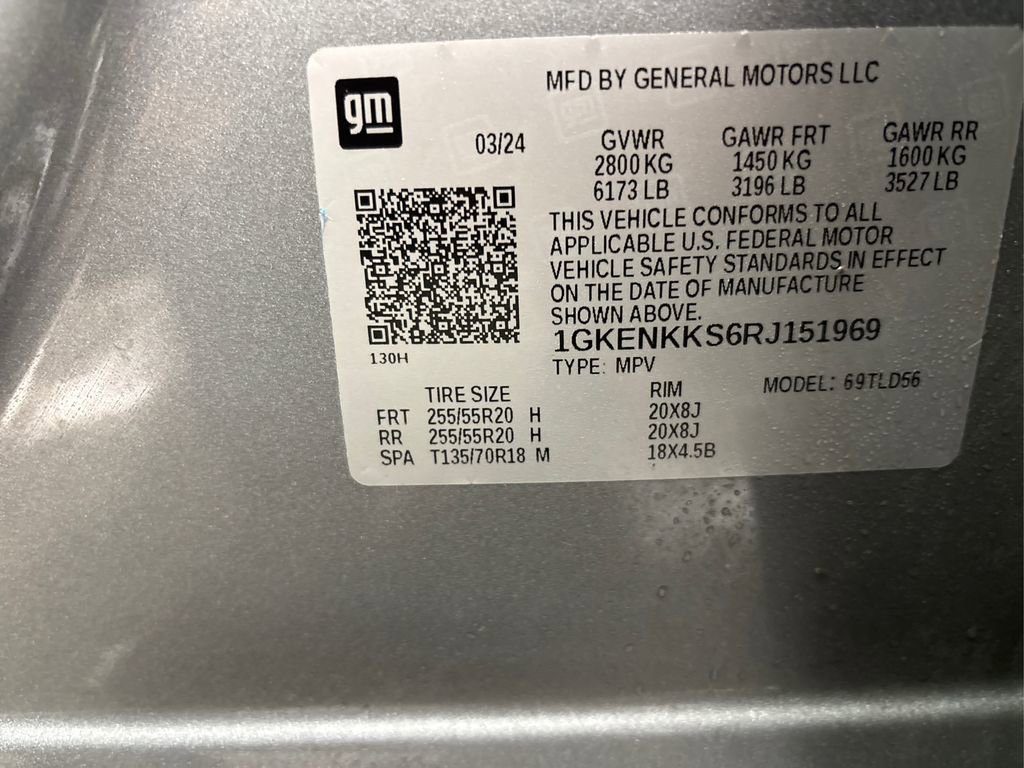 gm
MFD BY GENERAL MOTORS LLC
03/24
GVWR GAWR FRT GAWR RR
2800 KG 1450 KG 1600 KG
6173 LB 3196 LB 3527 LB
THIS VEHICLE CONFORMS TO ALL
APPLICABLE U.S. FEDERAL MOTOR
VEHICLE SAFETY STANDARDS IN EFFECT
ON THE DATE OF MANUFACTURE
SHOWN ABOVE.
1GKENKKS6RJ151969
130H
TYPE: MPV
MODEL: 69TLD56
TIRE SIZE RIM
FRT 255/55R20 H 20X8J
RR 255/55R20 H 20X8J
SPA T135/70R18 M 18X4.5B